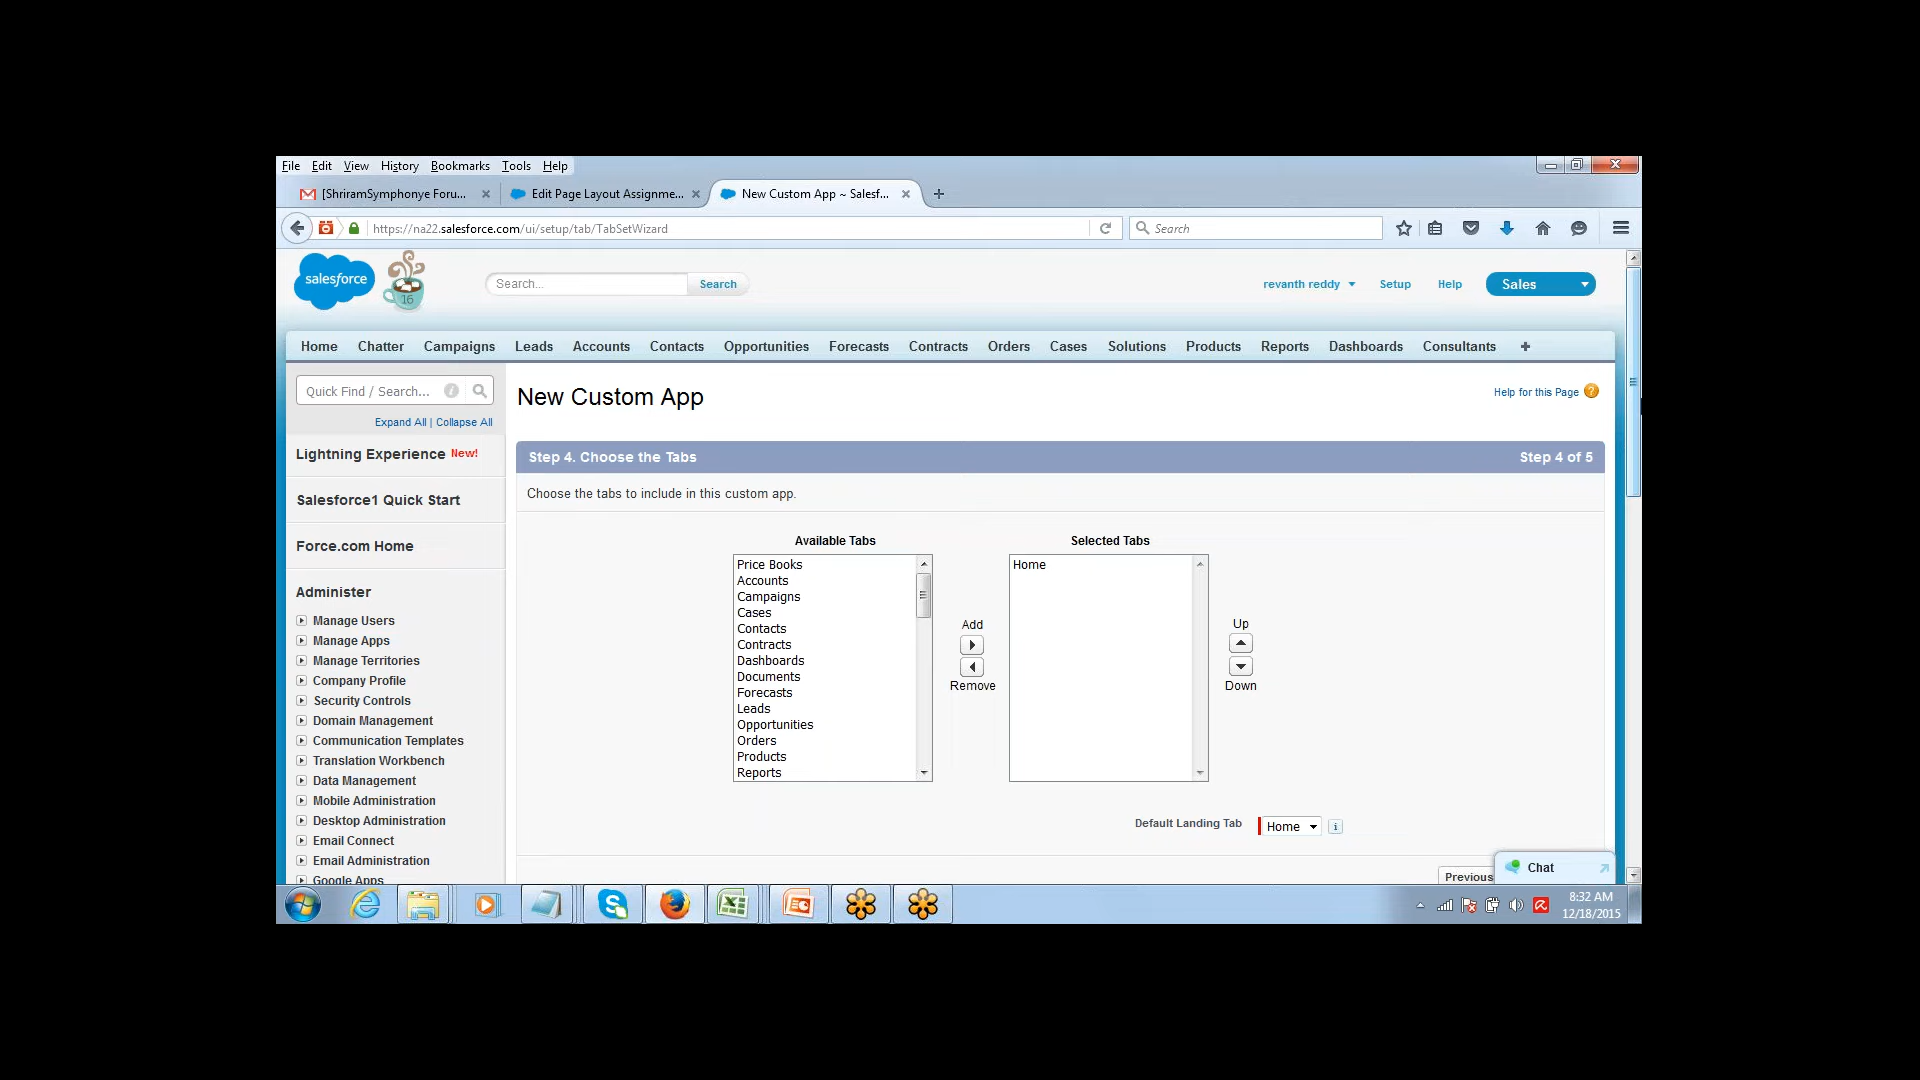 File Edit View History Bookmarks Tools Help
[ShriramSymphonye Foru... Edit Page Layout Assignme... New Custom App ~ Salesf...
https://na22.salesforce.com/ui/setup/tab/TabSetWizard Search
salesforce 16 Search... Search revanth reddy Setup Help Sales
Home Chatter Campaigns Leads Accounts Contacts Opportunities Forecasts Contracts Orders Cases Solutions Products Reports Dashboards Consultants +
Quick Find / Search...
Expand All | Collapse All
Lightning Experience New!
Salesforce1 Quick Start
Force.com Home
Administer
Manage Users
Manage Apps
Manage Territories
Company Profile
Security Controls
Domain Management
Communication Templates
Translation Workbench
Data Management
Mobile Administration
Desktop Administration
Email Connect
Email Administration
Google Apps
New Custom App
Help for this Page ?
Step 4. Choose the Tabs Step 4 of 5
Choose the tabs to include in this custom app.
Available Tabs
Price Books
Accounts
Campaigns
Cases
Contacts
Contracts
Dashboards
Documents
Forecasts
Leads
Opportunities
Orders
Products
Reports
Add
Remove
Selected Tabs
Home
Up
Down
Default Landing Tab Home i
Previous
Chat
8:32 AM
12/18/2015